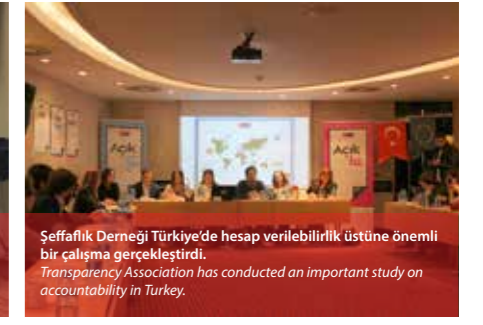 Açık
Açık
Şeffaflık Derneği Türkiye’de hesap verilebilirlik üstüne önemli
bir çalışma gerçekleştirdi.
Transparency Association has conducted an important study on
accountability in Turkey.